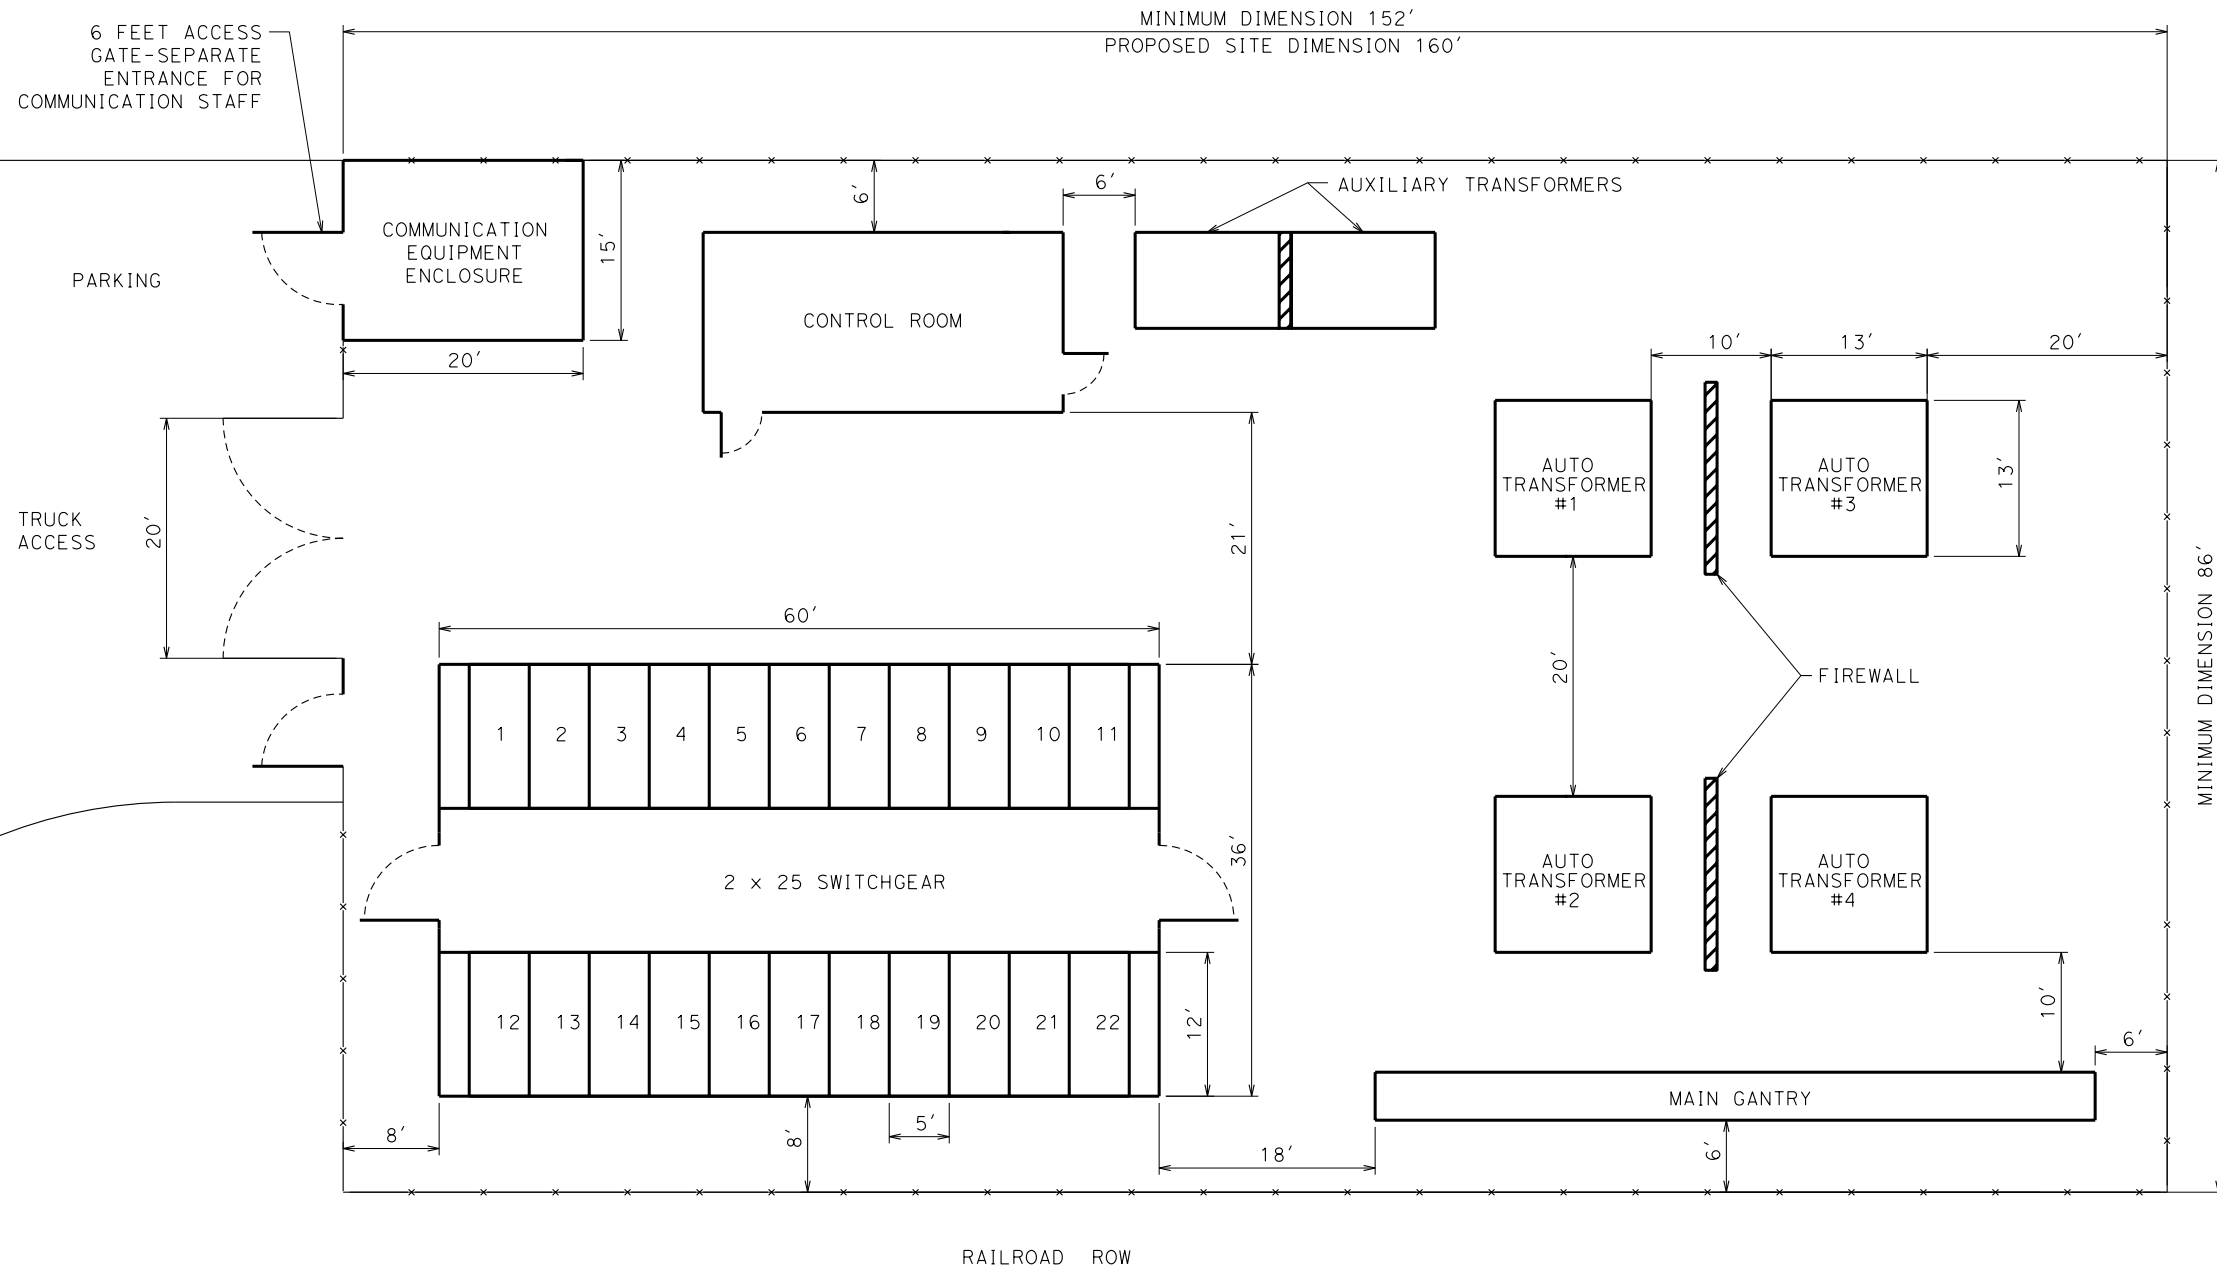 MINIMUM DIMENSION 152'
PROPOSED SITE DIMENSION 160'
6 FEET ACCESS
GATE-SEPARATE
ENTRANCE FOR
COMMUNICATION STAFF
COMMUNICATION
EQUIPMENT
ENCLOSURE
15'
20'
PARKING
6'
6'
AUXILIARY TRANSFORMERS
CONTROL ROOM
10'
13'
20'
AUTO
TRANSFORMER
#1
AUTO
TRANSFORMER
#3
13'
TRUCK
ACCESS
20'
21'
60'
20'
FIREWALL
MINIMUM DIMENSION 86'
1
2
3
4
5
6
7
8
9
10
11
2 x 25 SWITCHGEAR
36'
AUTO
TRANSFORMER
#2
AUTO
TRANSFORMER
#4
12
13
14
15
16
17
18
19
20
21
22
12'
10'
6'
MAIN GANTRY
8'
8'
5'
18'
6'
RAILROAD ROW